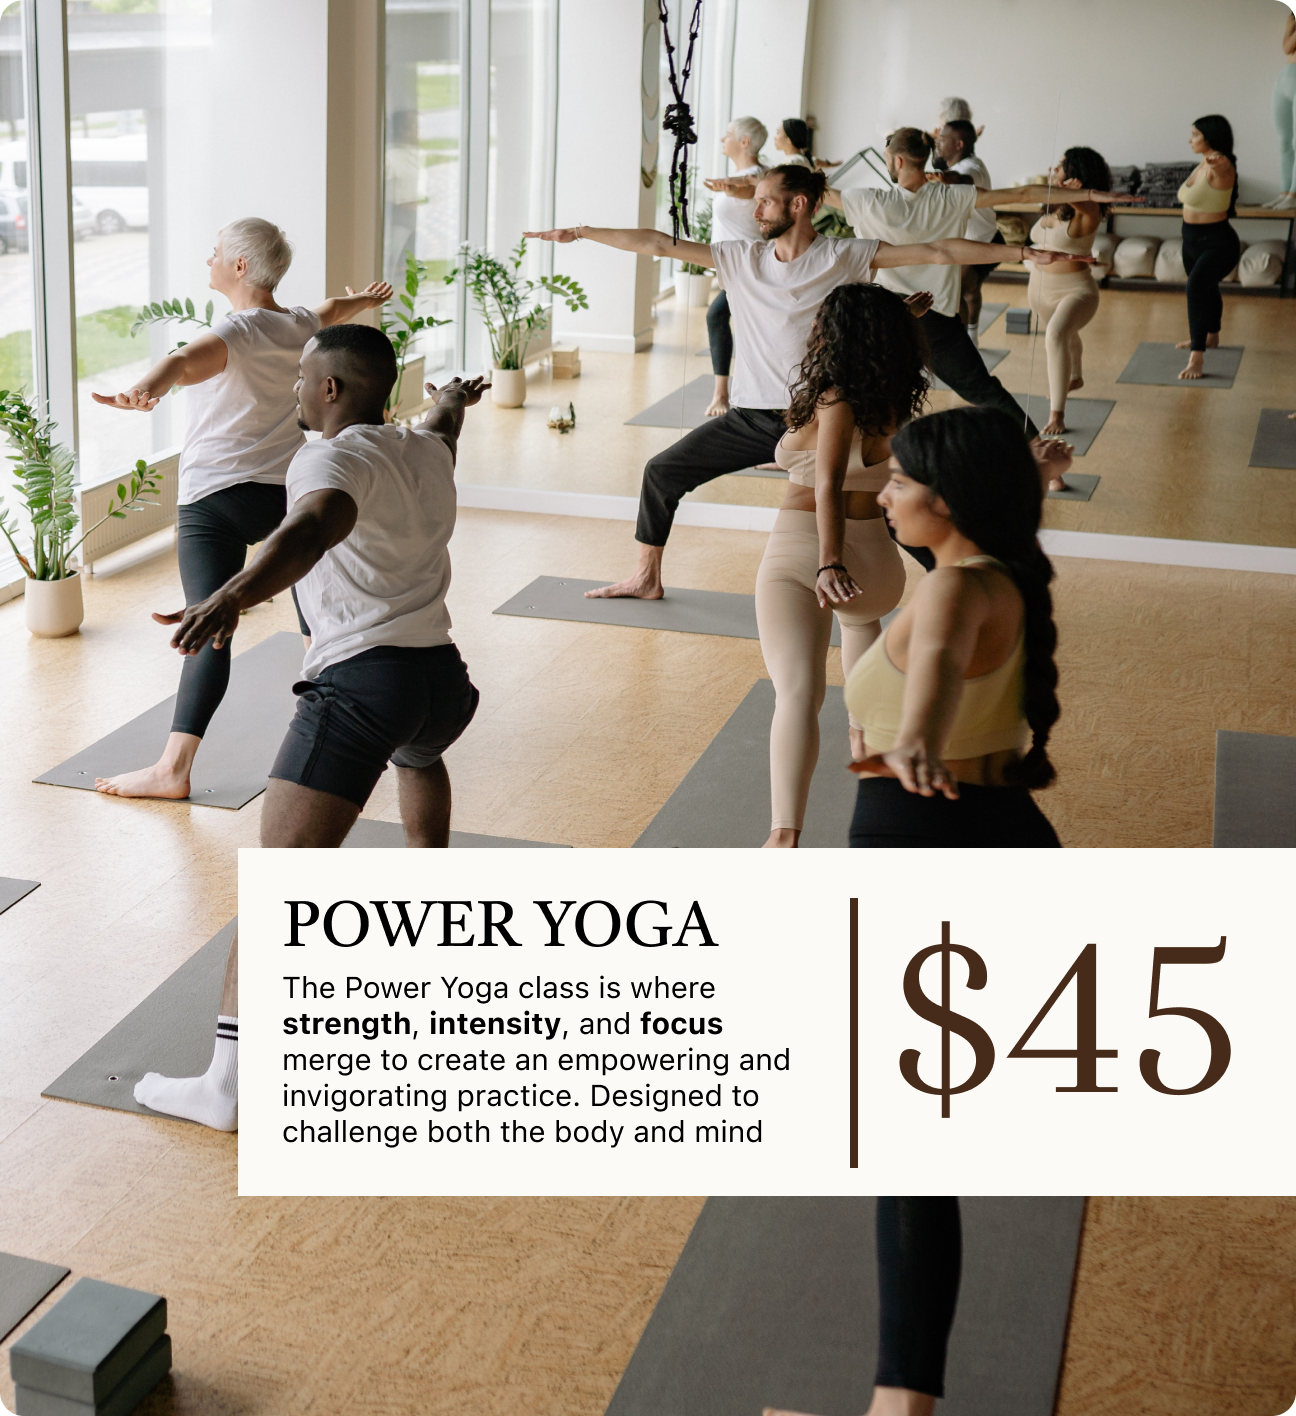 POWER YOGA
The Power Yoga class is where
strength, intensity, and focus
merge to create an empowering and
invigorating practice. Designed to
challenge both the body and mind
$45